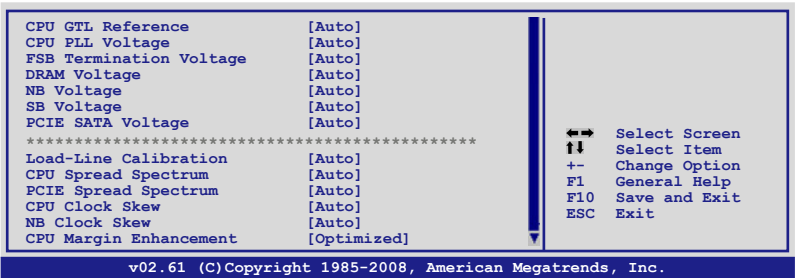 CPU GTL Reference [Auto]
CPU PLL Voltage [Auto]
FSB Termination Voltage [Auto]
DRAM Voltage [Auto]
NB Voltage [Auto]
SB Voltage [Auto]
PCIE SATA Voltage [Auto]
***********************************************
Load-Line Calibration [Auto]
CPU Spread Spectrum [Auto]
PCIE Spread Spectrum [Auto]
CPU Clock Skew [Auto]
NB Clock Skew [Auto]
CPU Margin Enhancement [Optimized]
←→ Select Screen
↑↓ Select Item
+- Change Option
F1 General Help
F10 Save and Exit
ESC Exit
v02.61 (C)Copyright 1985-2008, American Megatrends, Inc.